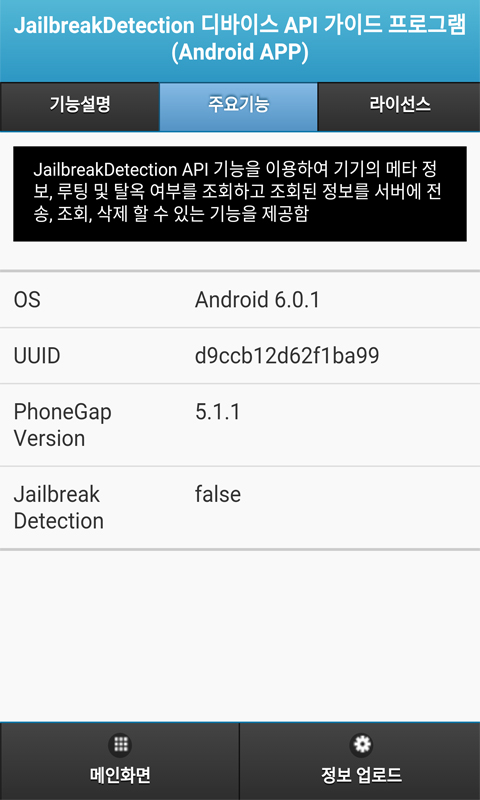 JailbreakDetection 디바이스 API 가이드 프로그램
(Android APP)
기능설명 주요기능 라이선스
JailbreakDetection API 기능을 이용하여 기기의 메타 정
보, 루팅 및 탈옥 여부를 조회하고 조회된 정보를 서버에 전
송, 조회, 삭제 할 수 있는 기능을 제공함
OS Android 6.0.1
UUID d9ccb12d62f1ba99
PhoneGap 5.1.1
Version
Jailbreak false
Detection
메인화면 정보 업로드